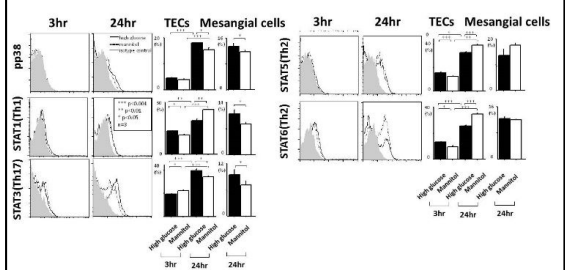 3hr 24hr TECs Mesangial cells
pp38
high glucose
mannitol
isotype control
(%)
(%)
STAT1(Th1)
*** p<0.001
** p<0.01
* p<0.05
n=3
(%)
(%)
STAT3(Th17)
(%)
(%)
High glucose
Mannitol
High glucose
Mannitol
High glucose
Mannitol
3hr 24hr 24hr
3hr 24hr TECs Mesangial cells
STAT5(Th2)
(%)
(%)
STAT6(Th2)
(%)
(%)
High glucose
Mannitol
High glucose
Mannitol
High glucose
Mannitol
3hr 24hr 24hr